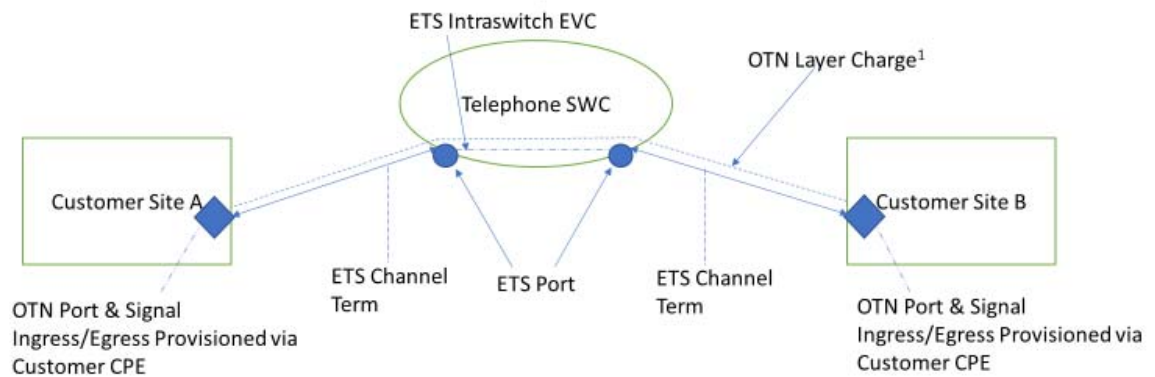 ETS Intraswitch EVC
OTN Layer Charge¹
Telephone SWC
Customer Site A
Customer Site B
ETS Channel
Term
ETS Port
ETS Channel
Term
OTN Port & Signal
Ingress/Egress Provisioned via
Customer CPE
OTN Port & Signal
Ingress/Egress Provisioned via
Customer CPE